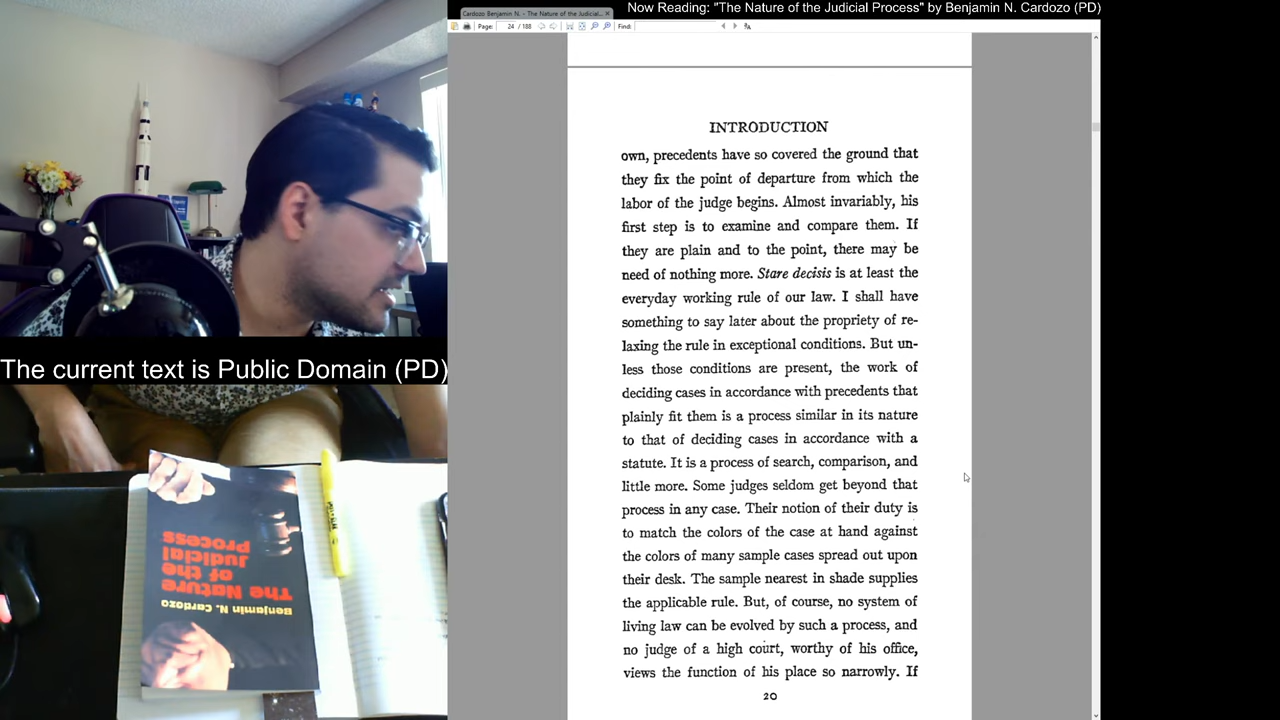 Now Reading: "The Nature of the Judicial Process" by Benjamin N. Cardozo (PD)
Cardozo Benjamin N. - The Nature of the Judicial...
Page: 24 / 188 Find:
INTRODUCTION
own, precedents have so covered the ground that
they fix the point of departure from which the
labor of the judge begins. Almost invariably, his
first step is to examine and compare them. If
they are plain and to the point, there may be
need of nothing more. Stare decisis is at least the
everyday working rule of our law. I shall have
something to say later about the propriety of re-
laxing the rule in exceptional conditions. But un-
less those conditions are present, the work of
deciding cases in accordance with precedents that
plainly fit them is a process similar in its nature
to that of deciding cases in accordance with a
statute. It is a process of search, comparison, and
little more. Some judges seldom get beyond that
process in any case. Their notion of their duty is
to match the colors of the case at hand against
the colors of many sample cases spread out upon
their desk. The sample nearest in shade supplies
the applicable rule. But, of course, no system of
living law can be evolved by such a process, and
no judge of a high court, worthy of his office,
views the function of his place so narrowly. If
20
The current text is Public Domain (PD)
The Nature
of the
Judicial
Process
Benjamin N. Cardozo